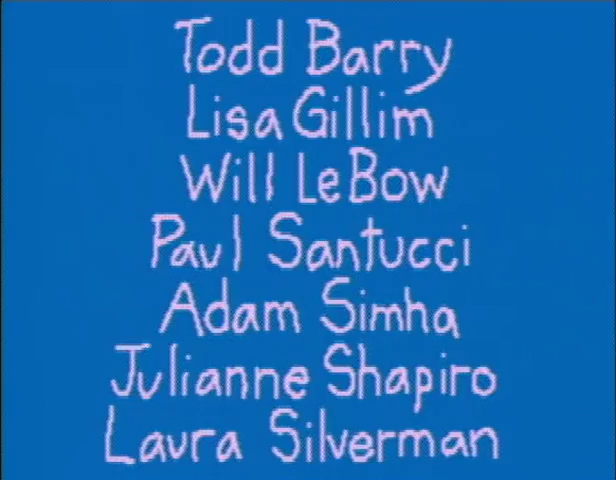 Todd Barry
Lisa Gillim
Will LeBow
Paul Santucci
Adam Simha
Julianne Shapiro
Laura Silverman